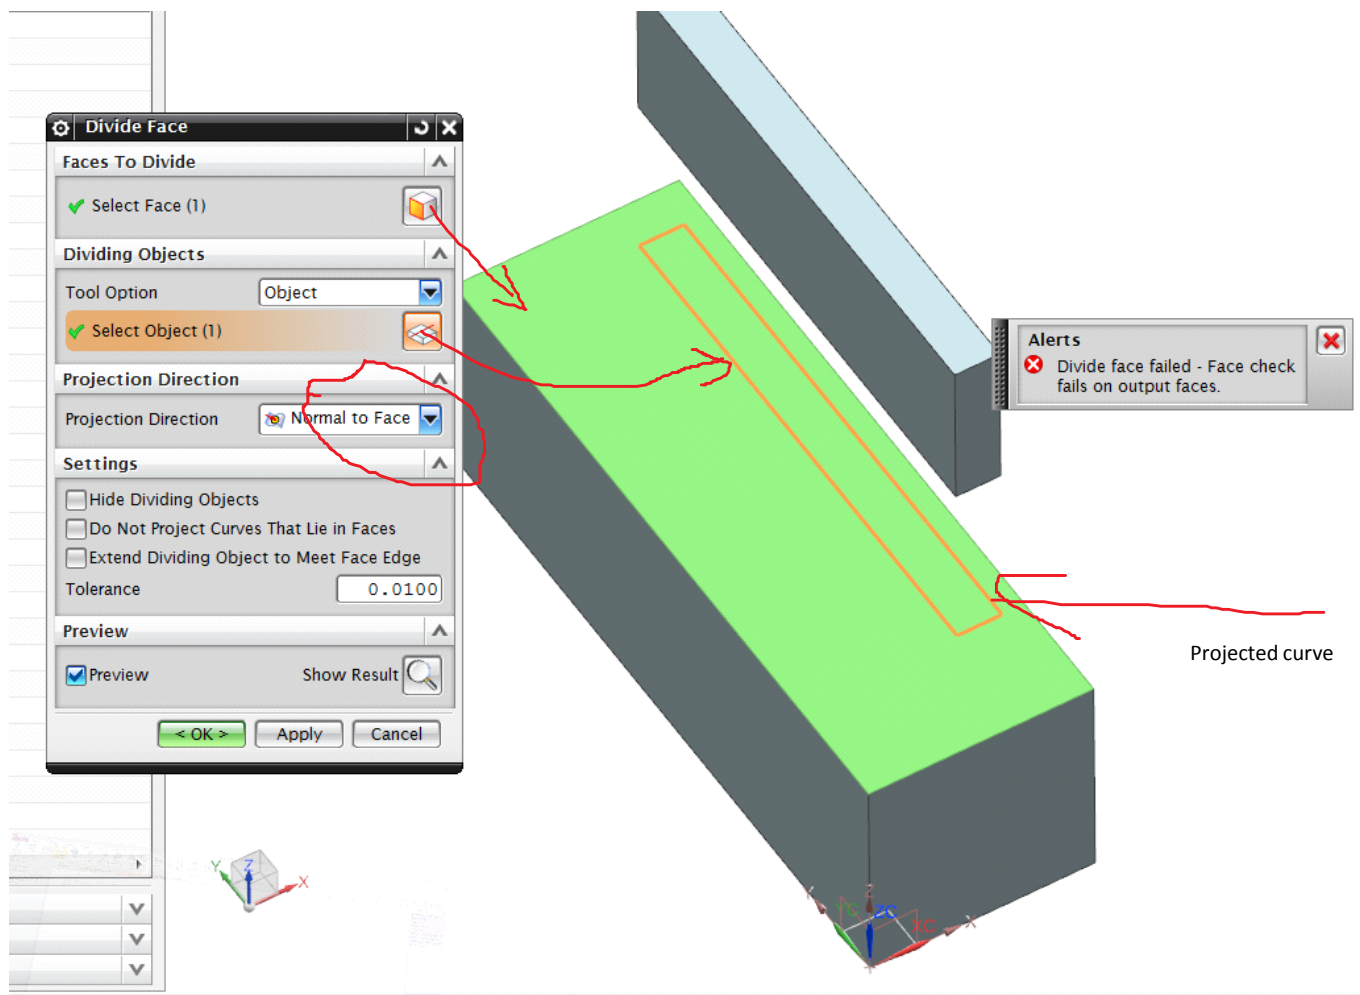 Divide Face
Faces To Divide
Select Face (1)
Dividing Objects
Tool Option
Object
Select Object (1)
Projection Direction
Projection Direction
Normal to Face
Settings
Hide Dividing Objects
Do Not Project Curves That Lie in Faces
Extend Dividing Object to Meet Face Edge
Tolerance
0.0100
Preview
Preview
Show Result
< OK >
Apply
Cancel
Alerts
Divide face failed - Face check
fails on output faces.
Projected curve
Y
Z
X
Y
Z
YC
ZC
XC
X